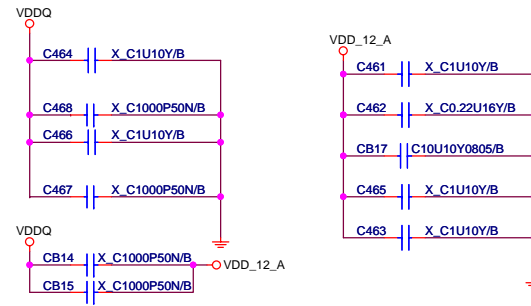 VDDQ
C464 X_C1U10Y/B
C468 X_C1000P50N/B
C466 X_C1U10Y/B
C467 X_C1000P50N/B
VDDQ
CB14 X_C1000P50N/B
VDD_12_A
CB15 X_C1000P50N/B
VDD_12_A
C461 X_C1U10Y/B
C462 X_C0.22U16Y/B
CB17 C10U10Y0805/B
C465 X_C1U10Y/B
C463 X_C1U10Y/B